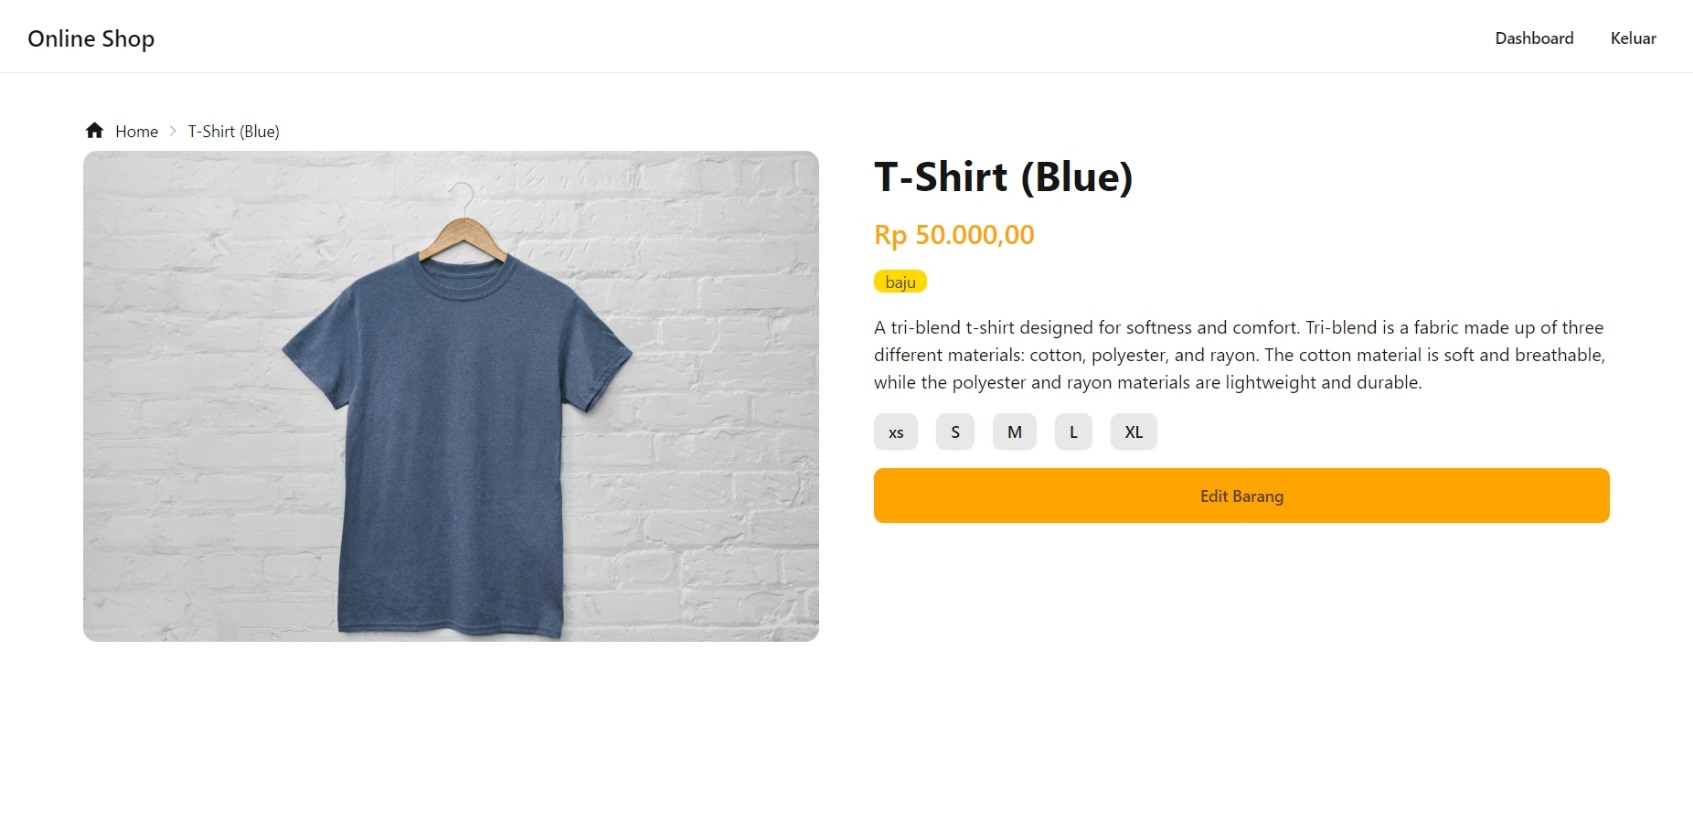 Online Shop
Dashboard
Keluar
Home
T-Shirt (Blue)
T-Shirt (Blue)
Rp 50.000,00
baju
A tri-blend t-shirt designed for softness and comfort. Tri-blend is a fabric made up of three
different materials: cotton, polyester, and rayon. The cotton material is soft and breathable,
while the polyester and rayon materials are lightweight and durable.
xs
S
M
L
XL
Edit Barang